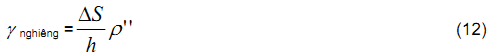 γ nghiêng = ΔS/h ρ'' (12)